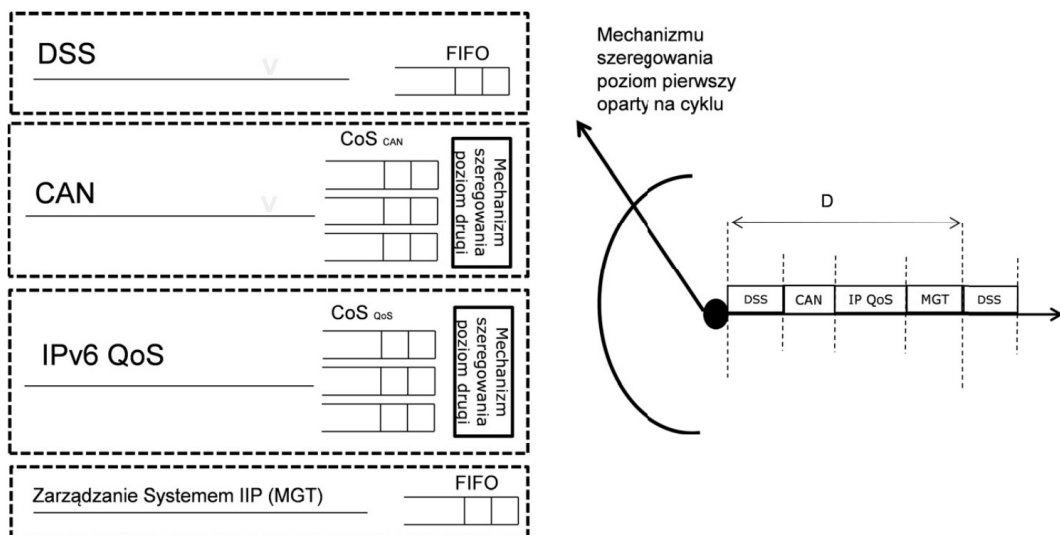 DSS
v
FIFO
CoS CAN
CAN
v
Mechanizm
szeregowania
poziom drugi
CoS QoS
IPv6 QoS
Mechanizm
szeregowania
poziom drugi
Zarządzanie Systemem IIP (MGT)
FIFO
Mechanizmu
szeregowania
poziom pierwszy
oparty na cyklu
D
DSS CAN IP QoS MGT DSS